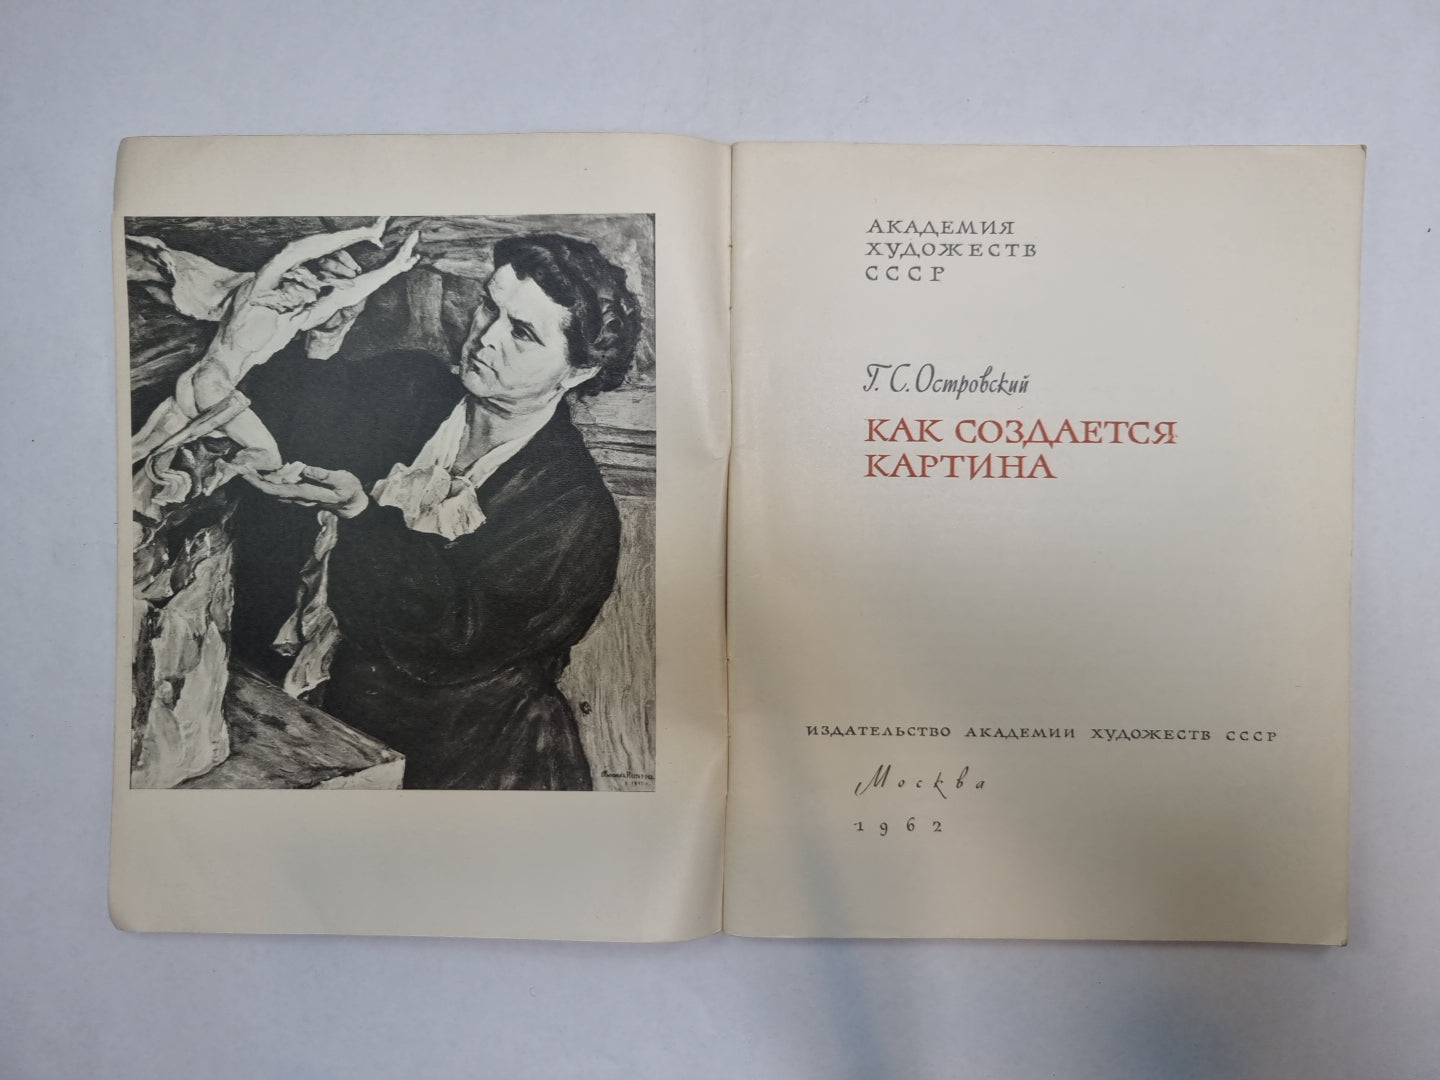 АКАДЕМИЯ
ХУДОЖЕСТВ
СССР
Г. С. Островский
КАК СОЗДАЕТСЯ
КАРТИНА
ИЗДАТЕЛЬСТВО АКАДЕМИИ ХУДОЖЕСТВ СССР
Москва
1962